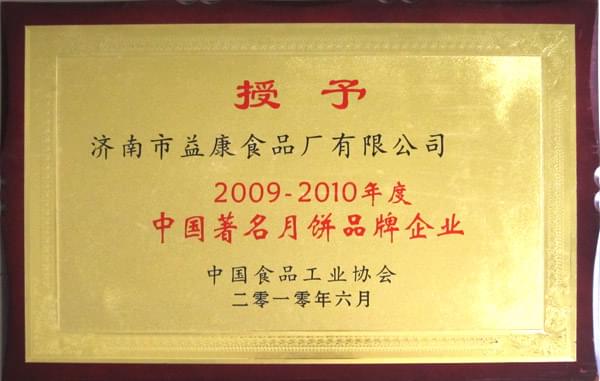 授予
济南市益康食品厂有限公司
2009-2010年度
中国著名月饼品牌企业
中国食品工业协会
二零一零年六月